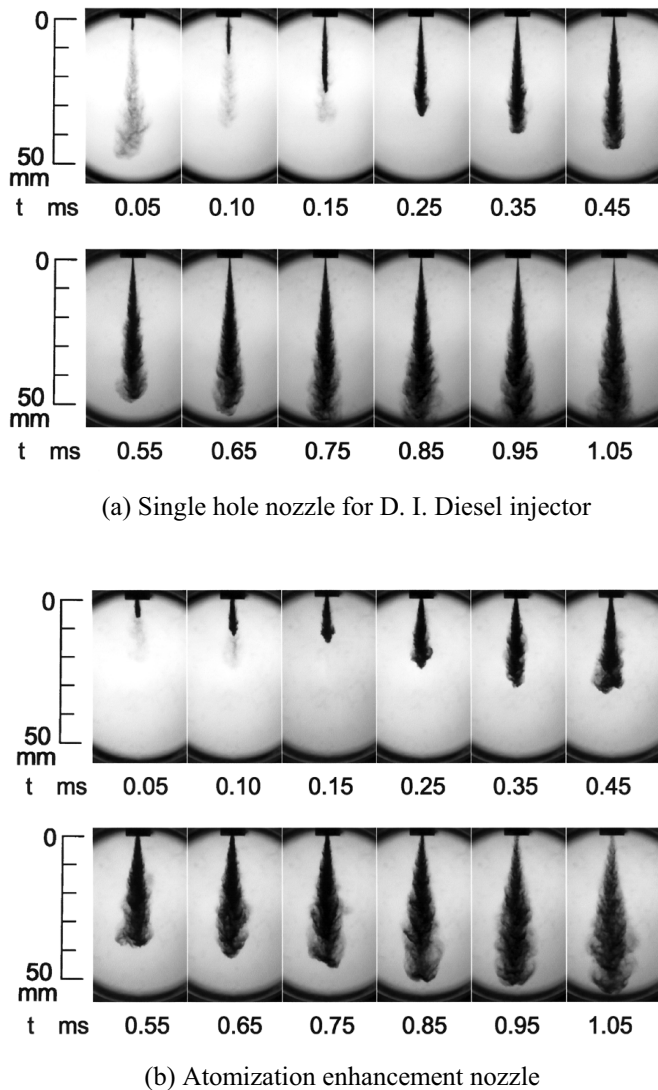 0
50
mm
t ms 0.05 0.10 0.15 0.25 0.35 0.45
0
50
mm
t ms 0.55 0.65 0.75 0.85 0.95 1.05
(a) Single hole nozzle for D. I. Diesel injector
0
50
mm
t ms 0.05 0.10 0.15 0.25 0.35 0.45
0
50
mm
t ms 0.55 0.65 0.75 0.85 0.95 1.05
(b) Atomization enhancement nozzle